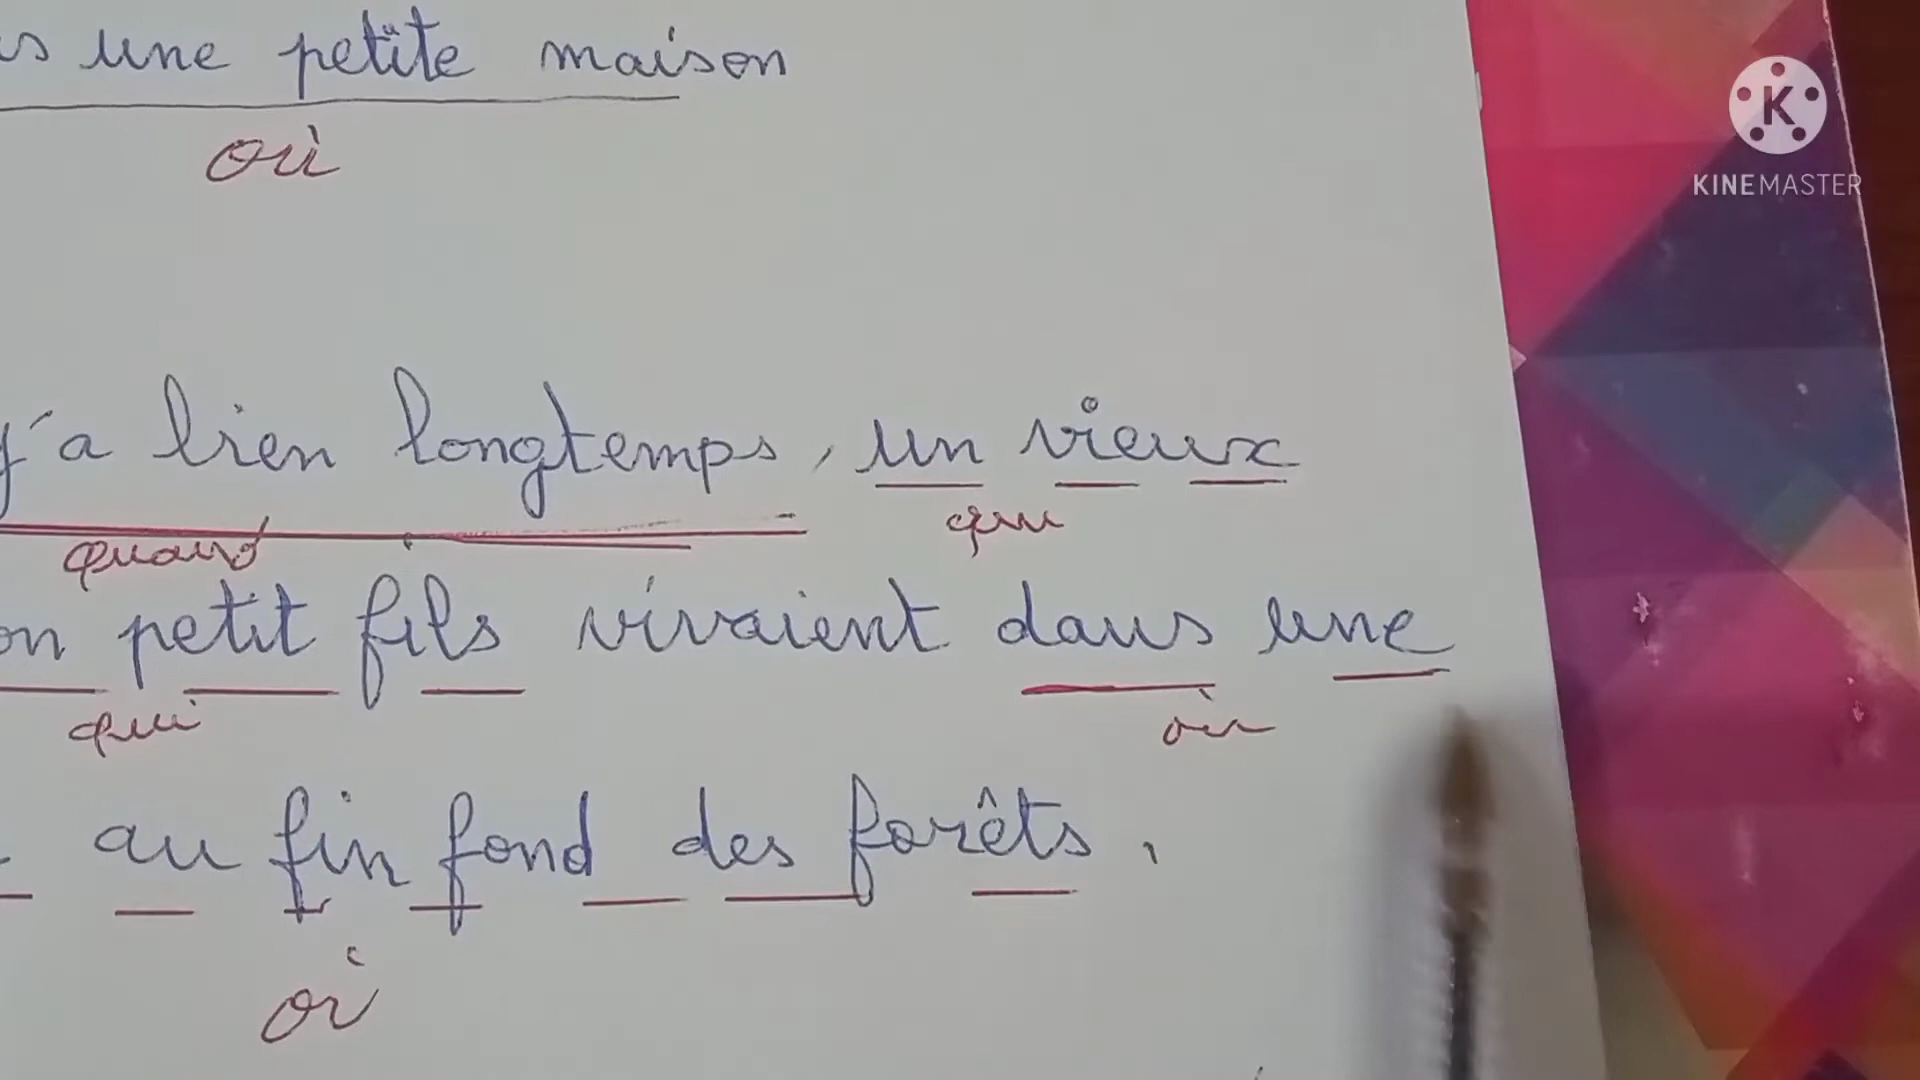 une petite maison
où
K
KINEMASTER
y'a bien longtemps, un vieux
quand qui
petit fils vivaient dans une
qui où
au fin fond des forêts.
où